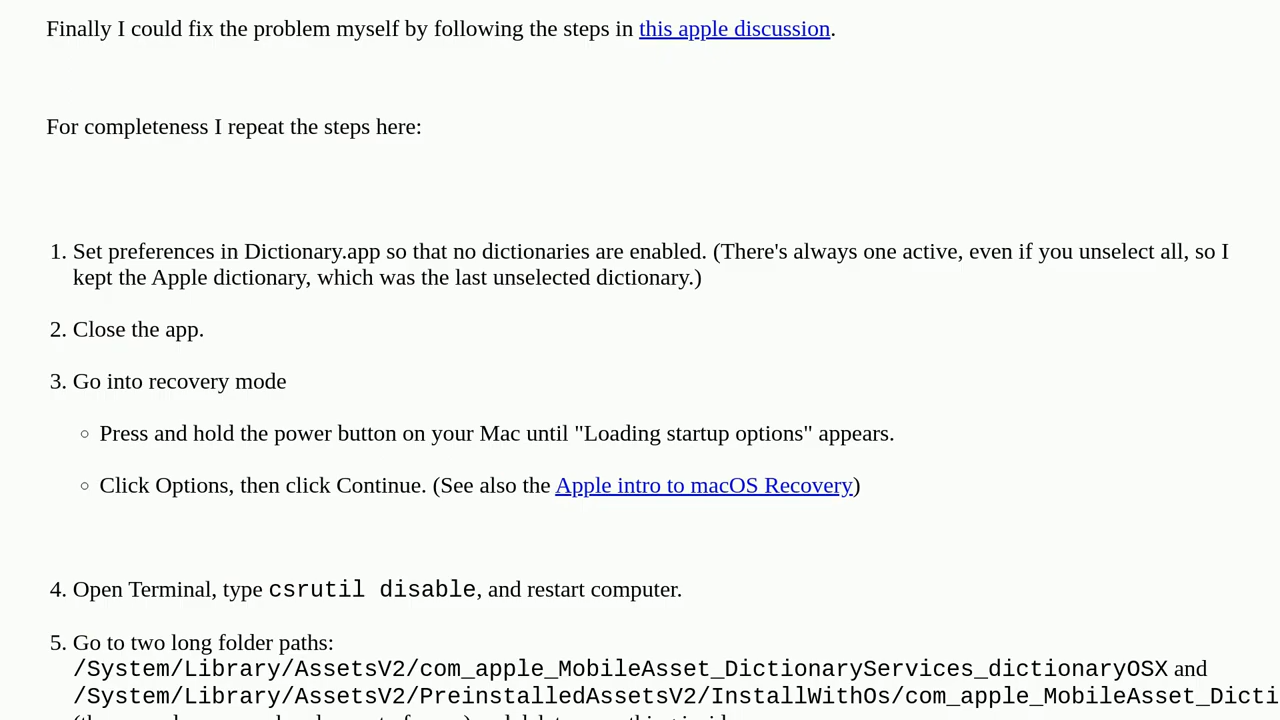 Finally I could fix the problem myself by following the steps in this apple discussion.
For completeness I repeat the steps here:
1. Set preferences in Dictionary.app so that no dictionaries are enabled. (There's always one active, even if you unselect all, so I
kept the Apple dictionary, which was the last unselected dictionary.)
2. Close the app.
3. Go into recovery mode
◦ Press and hold the power button on your Mac until "Loading startup options" appears.
◦ Click Options, then click Continue. (See also the Apple intro to macOS Recovery)
4. Open Terminal, type csrutil disable, and restart computer.
5. Go to two long folder paths:
/System/Library/AssetsV2/com_apple_MobileAsset_DictionaryServices_dictionaryOSX and
/System/Library/AssetsV2/PreinstalledAssetsV2/InstallWithOs/com_apple_MobileAsset_Dicti